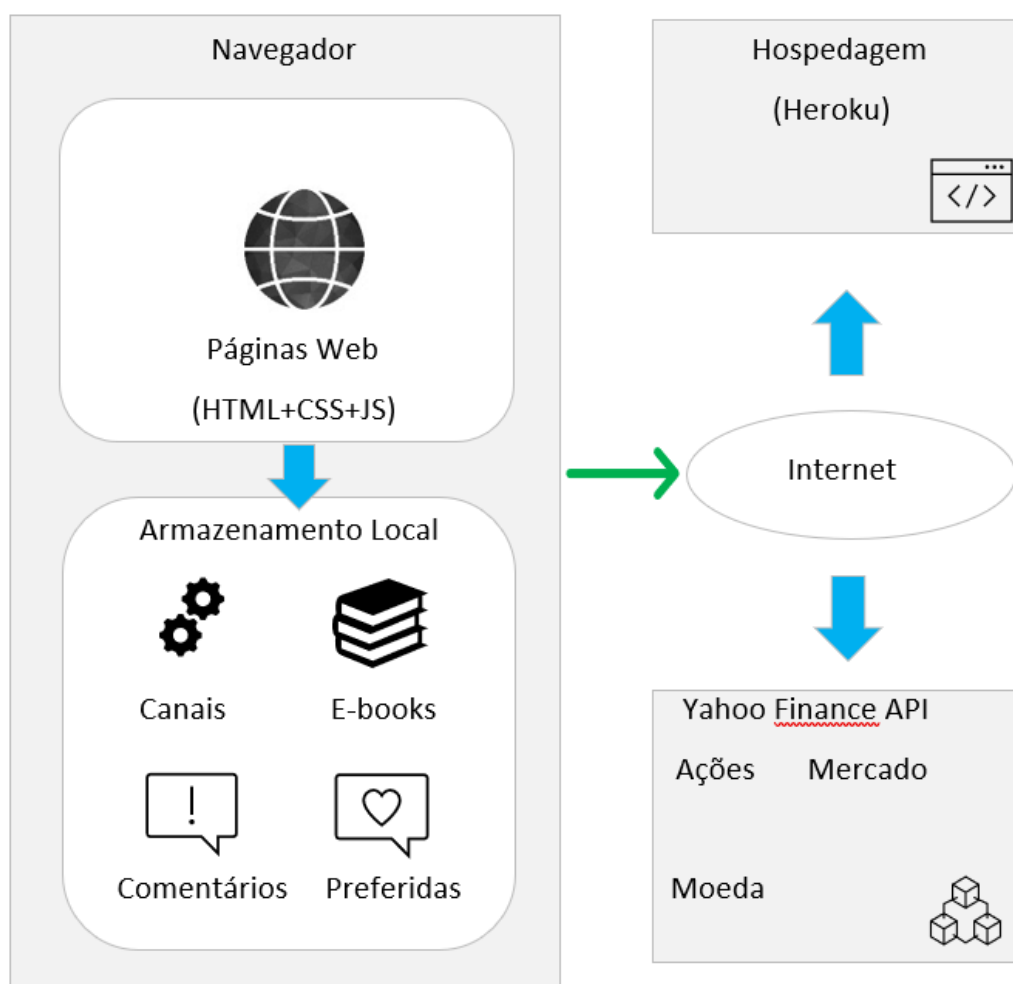 Navegador
Páginas Web
(HTML+CSS+JS)
Armazenamento Local
Canais E-books
! 
Comentários Preferidas
Hospedagem
(Heroku)
</>
Internet
Yahoo Finance API
Ações Mercado
Moeda